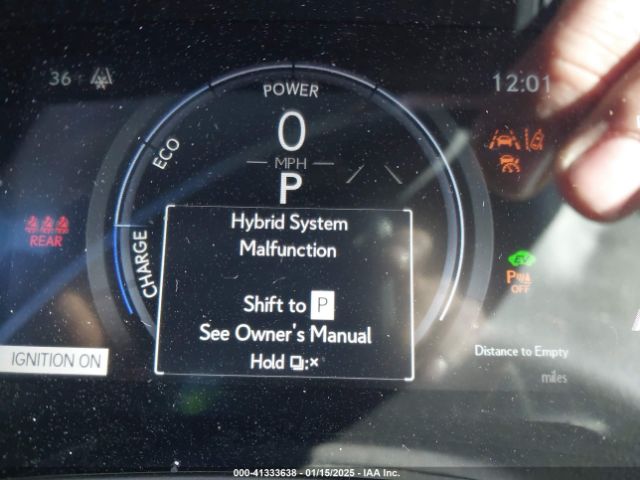 36
12:01
POWER
ECO
CHARGE
0
MPH
P
REAR
Hybrid System
Malfunction
Shift to P
See Owner's Manual
Hold :×
EV
P
OFF
IGNITION ON
Distance to Empty
miles
000-41333638 - 01/15/2025 - IAA Inc.